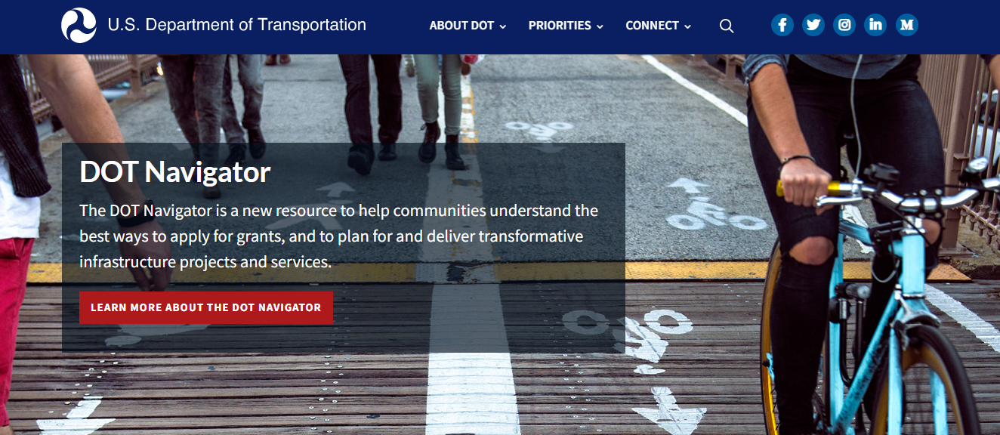 U.S. Department of Transportation
ABOUT DOT
PRIORITIES
CONNECT
DOT Navigator
The DOT Navigator is a new resource to help communities understand the
best ways to apply for grants, and to plan for and deliver transformative
infrastructure projects and services.
LEARN MORE ABOUT THE DOT NAVIGATOR